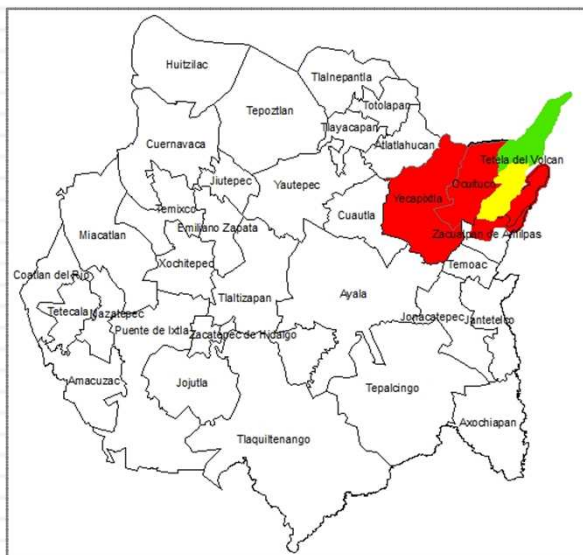 Huitzilac
Tlalnepantla
Tepoztlan
Totolapan
Tlayacapan
Cuernavaca
Atlatlahucan
Tetela del Volcan
Jiutepec
Yautepec
Ocuituco
Yecapixtla
Temixco
Cuautla
Emiliano Zapata
Miacatlan
Zacualpan de Amilpas
Xochitepec
Temoac
Coatlan del Rio
Tlaltizapan
Ayala
Tetecala
Mazatepec
Jonacatepec
Jantetelco
Puente de Ixtla
Zacatepec de Hidalgo
Amacuzac
Jojutla
Tepalcingo
Axochiapan
Tlaquiltenango